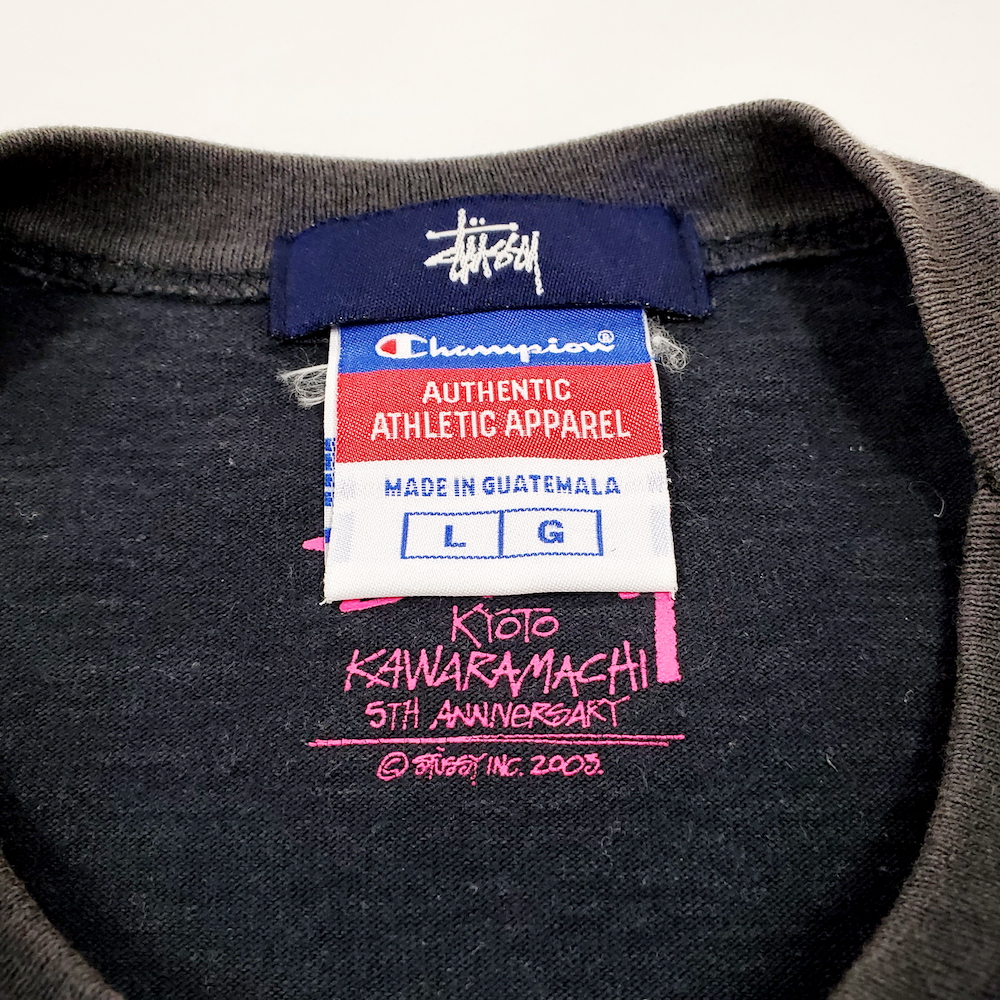 stüssy
Champion®
AUTHENTIC
ATHLETIC APPAREL
MADE IN GUATEMALA
L G
KYOTO
KAWARAMACHI
5TH ANNIVERSARY
© STÜSSY, INC. 2003.